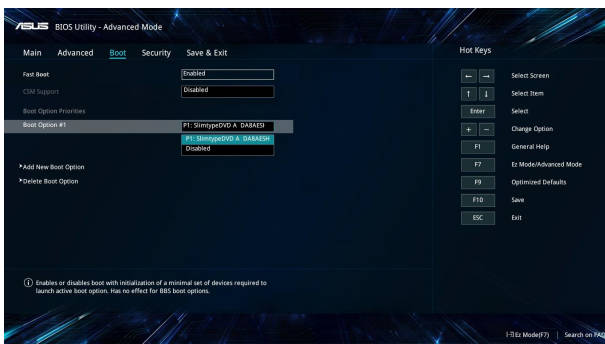 ASUS BIOS Utility - Advanced Mode
Main Advanced Boot Security Save & Exit
Hot Keys
Fast Boot Enabled
CSM Support Disabled
Boot Option Priorities
Boot Option #1 P1: SlimtypeDVD A DA8AESH
P1: SlimtypeDVD A DA8AESH
Disabled
Add New Boot Option
Delete Boot Option
← → Select Screen
↑ ↓ Select Item
Enter Select
+ − Change Option
F1 General Help
F7 Ez Mode/Advanced Mode
F9 Optimized Defaults
F10 Save
ESC Exit
Enables or disables boot with initialization of a minimal set of devices required to
launch active boot option. Has no effect for BBS boot options.
Ez Mode(F7) | Search on FAQ